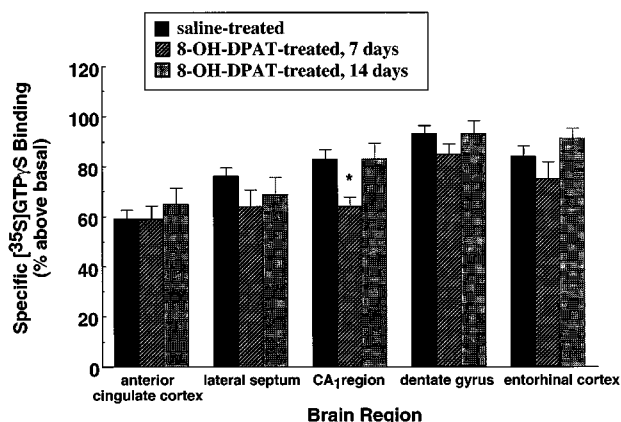 saline-treated
8-OH-DPAT-treated, 7 days
8-OH-DPAT-treated, 14 days
Specific [³⁵S]GTPγS Binding
(% above basal)
120
100
80
60
40
20
0
*
anterior
cingulate cortex
lateral septum
CA₁region
dentate gyrus
entorhinal cortex
Brain Region